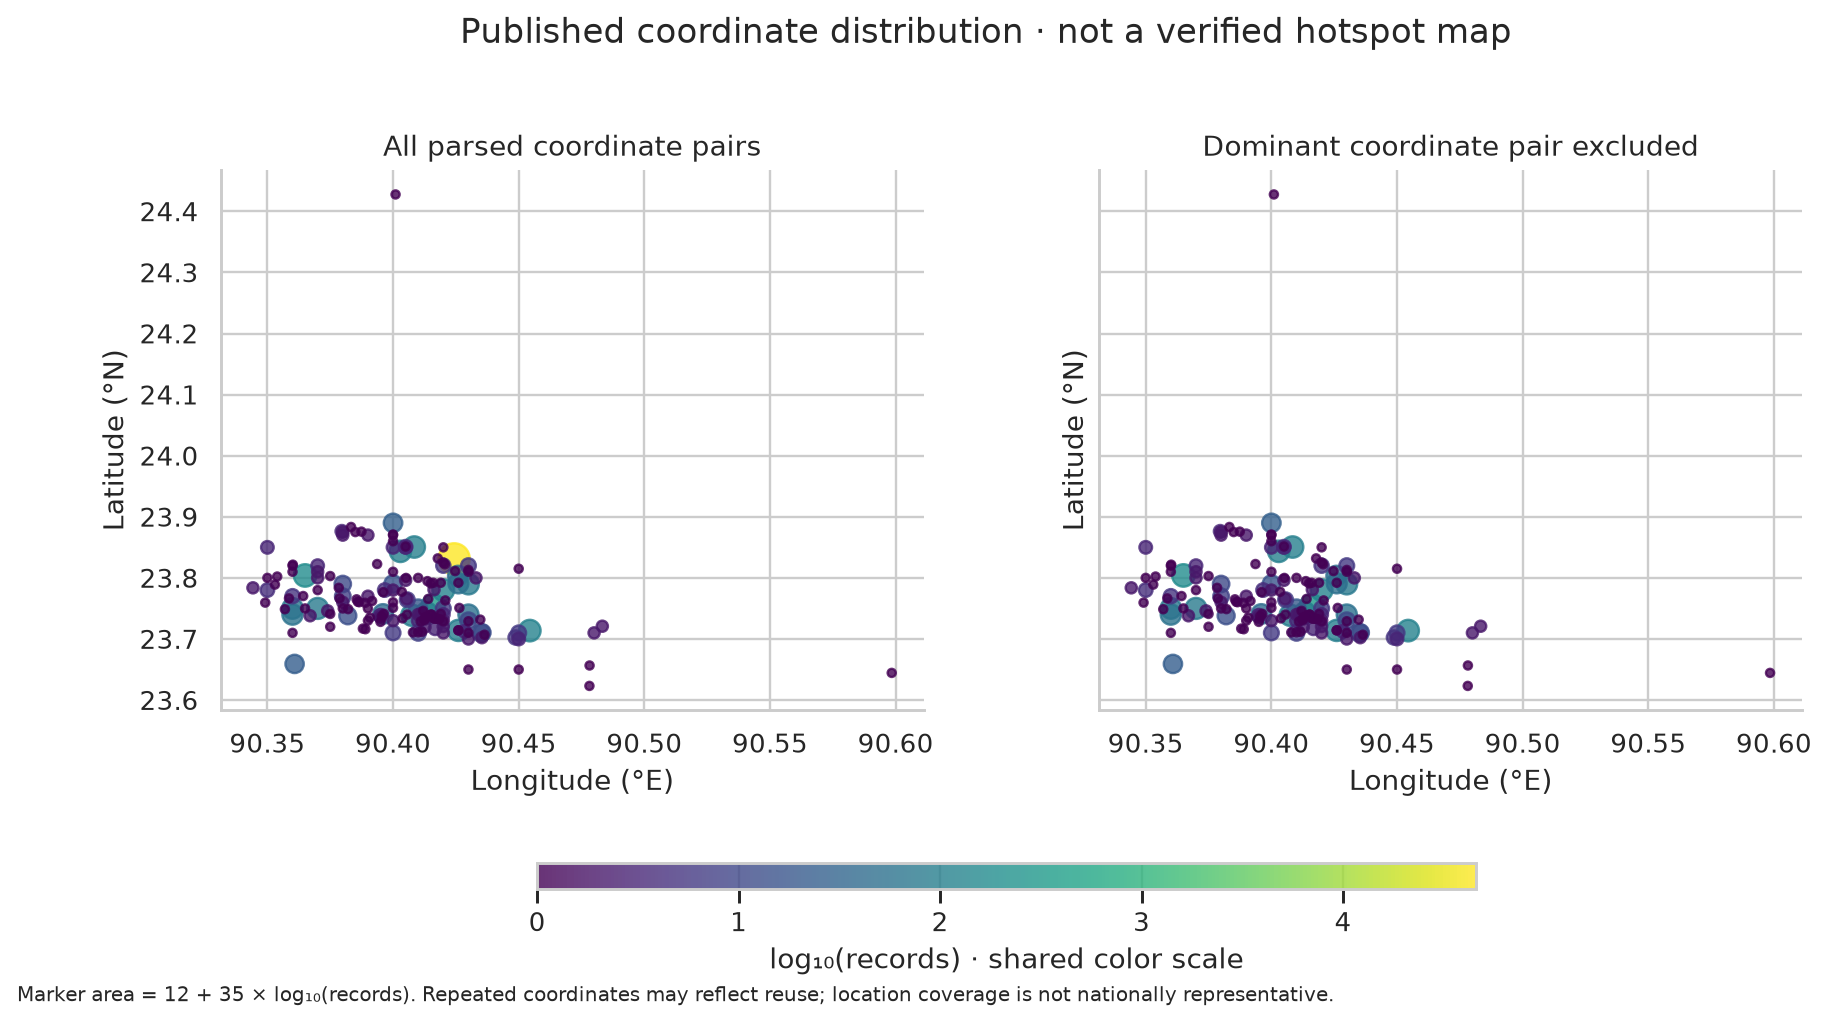 Published coordinate distribution · not a verified hotspot map
All parsed coordinate pairs
Dominant coordinate pair excluded
Latitude (°N)
24.4
24.3
24.2
24.1
24.0
23.9
23.8
23.7
23.6
90.35 90.40 90.45 90.50 90.55 90.60
Longitude (°E)
Latitude (°N)
90.35 90.40 90.45 90.50 90.55 90.60
Longitude (°E)
0 1 2 3 4
log₁₀(records) · shared color scale
Marker area = 12 + 35 × log₁₀(records). Repeated coordinates may reflect reuse; location coverage is not nationally representative.